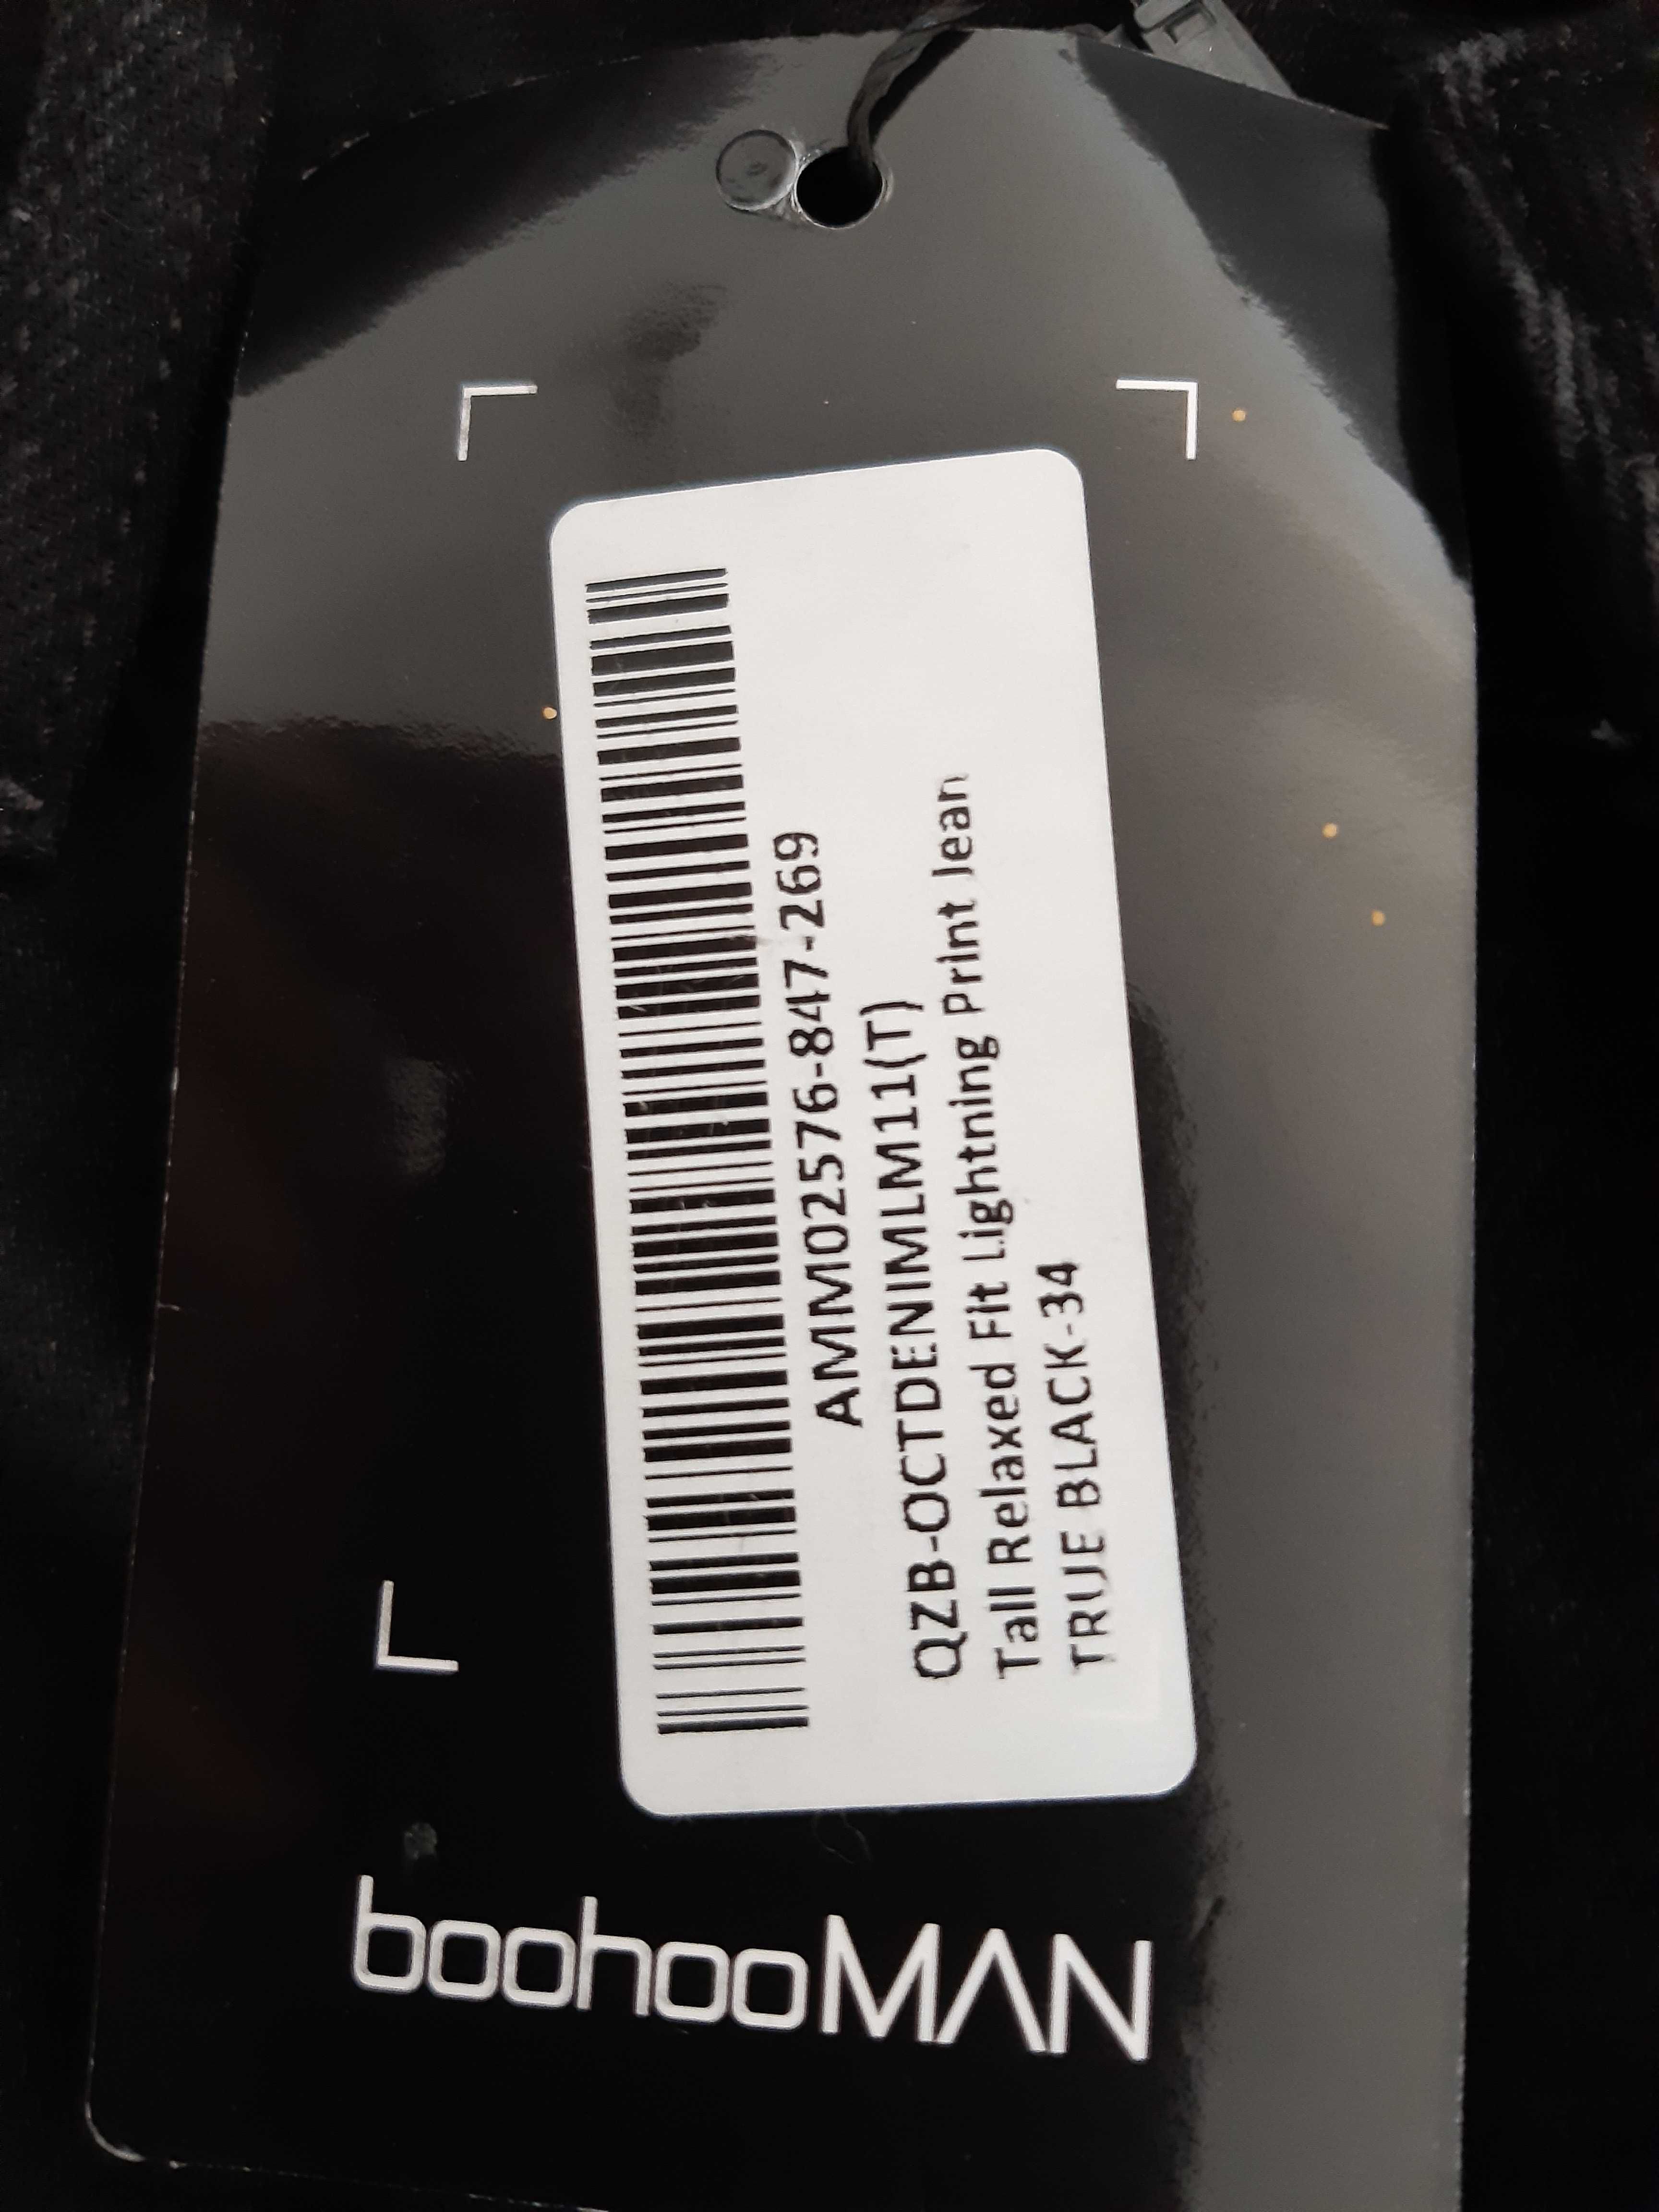 AMM02576-847-269
QZB-OCTDENIMLM11(T)
Tall Relaxed Fit Lightning Print Jean
TRUE BLACK-34
boohooMAN